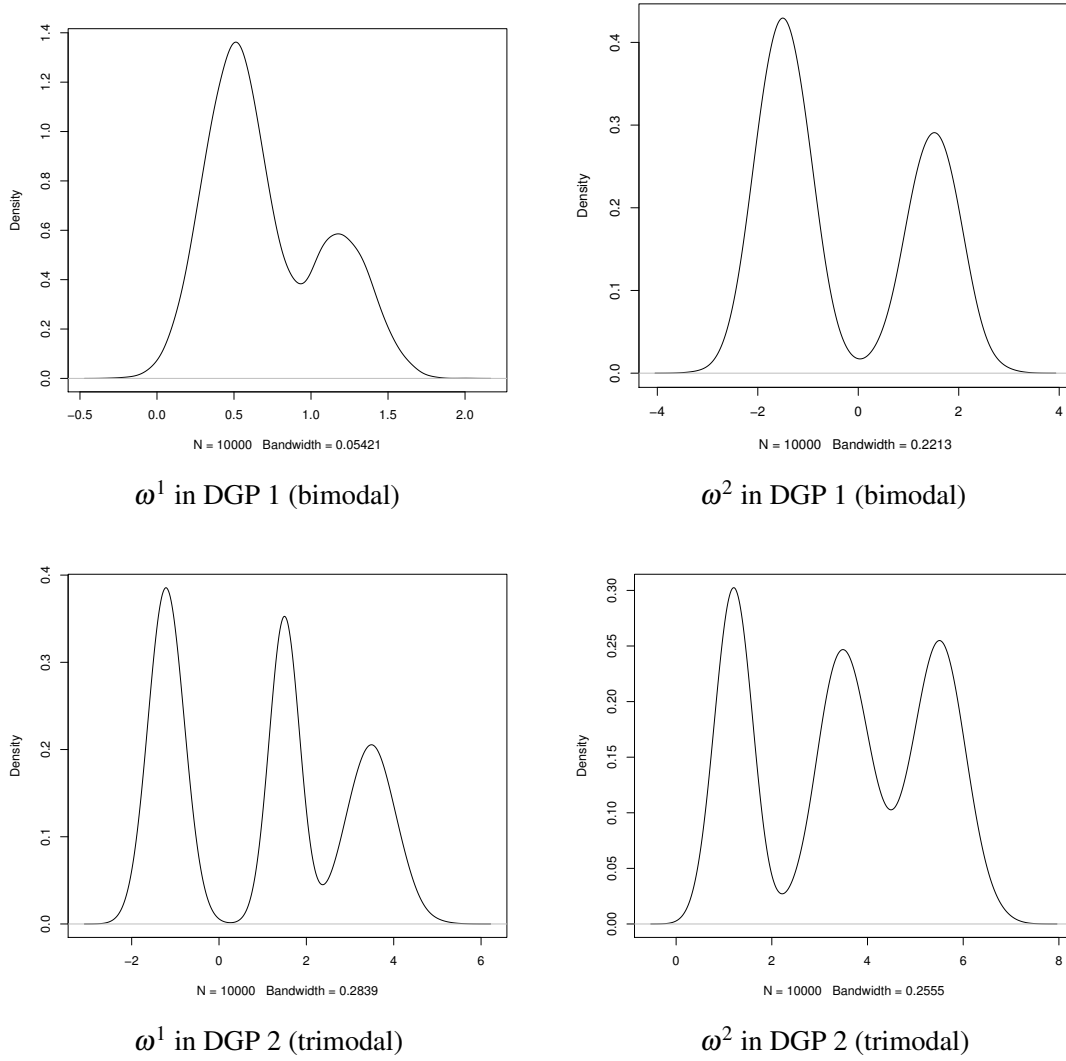 Density
0.0 0.2 0.4 0.6 0.8 1.0 1.2 1.4
−0.5 0.0 0.5 1.0 1.5 2.0
N = 10000 Bandwidth = 0.05421
ω¹ in DGP 1 (bimodal)
Density
0.0 0.1 0.2 0.3 0.4
−4 −2 0 2 4
N = 10000 Bandwidth = 0.2213
ω² in DGP 1 (bimodal)
Density
0.0 0.1 0.2 0.3 0.4
−2 0 2 4 6
N = 10000 Bandwidth = 0.2839
ω¹ in DGP 2 (trimodal)
Density
0.00 0.05 0.10 0.15 0.20 0.25 0.30
0 2 4 6 8
N = 10000 Bandwidth = 0.2555
ω² in DGP 2 (trimodal)